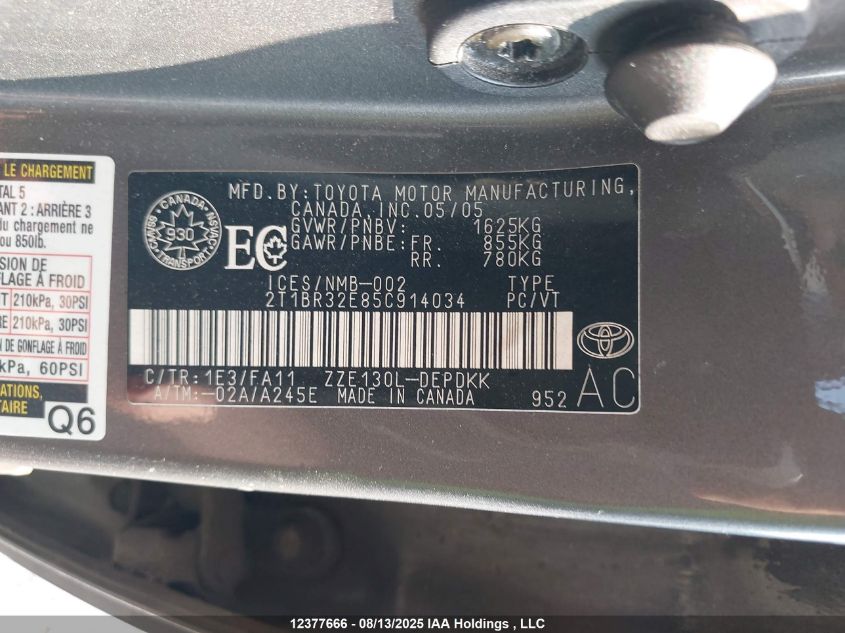 LE CHARGEMENT
TAL 5
ANT 2 : ARRIÈRE 3
du chargement ne
ou 850lb.
SION DE
FLAGE À FROID
T 210kPa, 30PSI
RE 210kPa, 30PSI
N DE GONFLAGE À FROID
kPa, 60PSI
ATIONS,
TAIRE
Q6
CANADA
930
TRANSPORT
EC
MFD.BY:TOYOTA MOTOR MANUFACTURING,
CANADA,INC.05/05
GVWR/PNBV: 1625KG
GAWR/PNBE:FR. 855KG
RR. 780KG
ICES/NMB-002 TYPE
2T1BR32E85C914034 PC/VT
C/TR:1E3/FA11 ZZE130L-DEPDKK
A/TM:-02A/A245E MADE IN CANADA
952 AC
12377666 - 08/13/2025 IAA Holdings , LLC